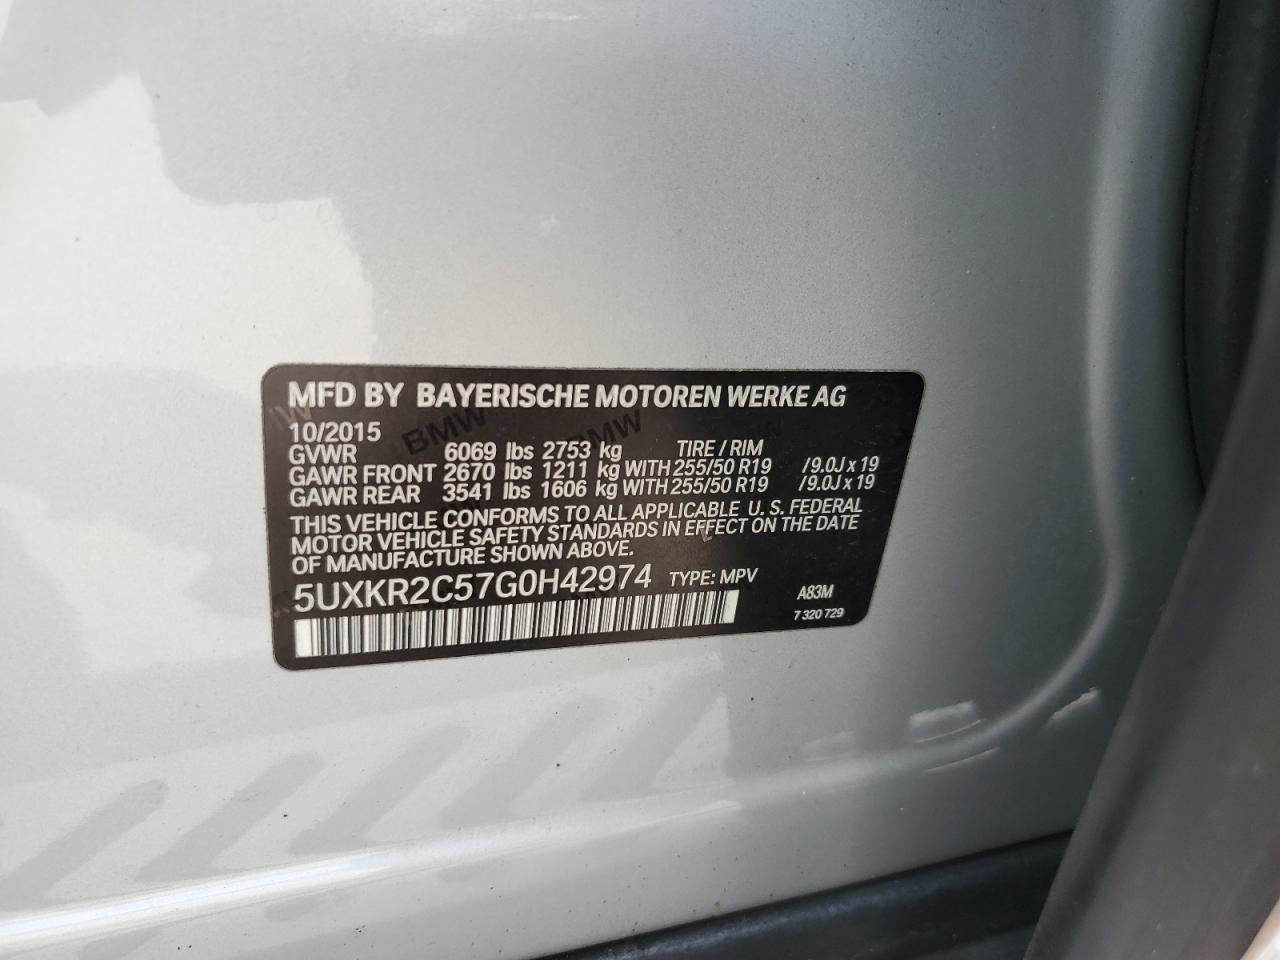 MFD BY BAYERISCHE MOTOREN WERKE AG
10/2015
GVWR 6069 lbs 2753 kg TIRE / RIM
GAWR FRONT 2670 lbs 1211 kg WITH 255/50 R19 /9.0J x 19
GAWR REAR 3541 lbs 1606 kg WITH 255/50 R19 /9.0J x 19
THIS VEHICLE CONFORMS TO ALL APPLICABLE U. S. FEDERAL
MOTOR VEHICLE SAFETY STANDARDS IN EFFECT ON THE DATE
OF MANUFACTURE SHOWN ABOVE.
5UXKR2C57G0H42974 TYPE: MPV A83M
7 320 729
BMW
BMW